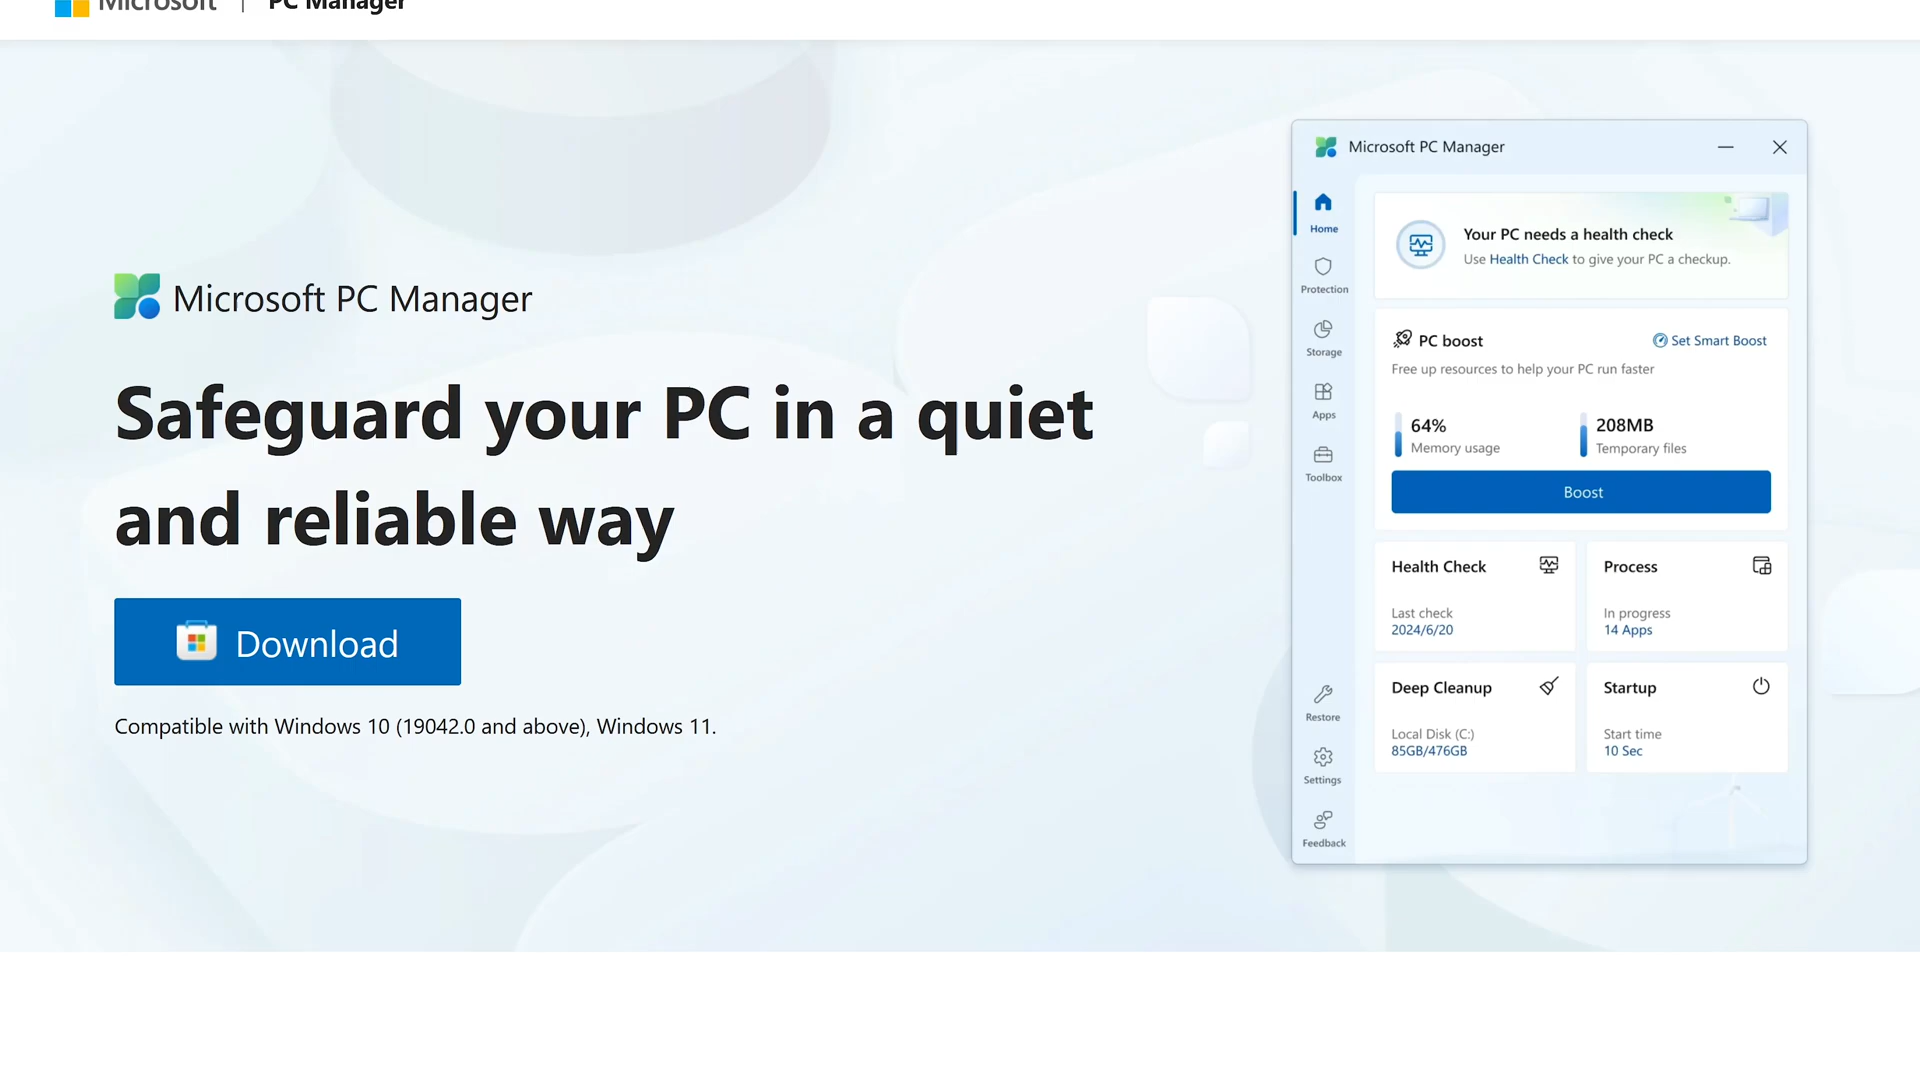 Microsoft | PC Manager
Microsoft PC Manager
Safeguard your PC in a quiet
and reliable way
Download
Compatible with Windows 10 (19042.0 and above), Windows 11.
Microsoft PC Manager
Home
Protection
Storage
Apps
Toolbox
Restore
Settings
Feedback
Your PC needs a health check
Use Health Check to give your PC a checkup.
PC boost
Set Smart Boost
Free up resources to help your PC run faster
64%
Memory usage
208MB
Temporary files
Boost
Health Check
Last check
2024/6/20
Process
In progress
14 Apps
Deep Cleanup
Local Disk (C:)
85GB/476GB
Startup
Start time
10 Sec